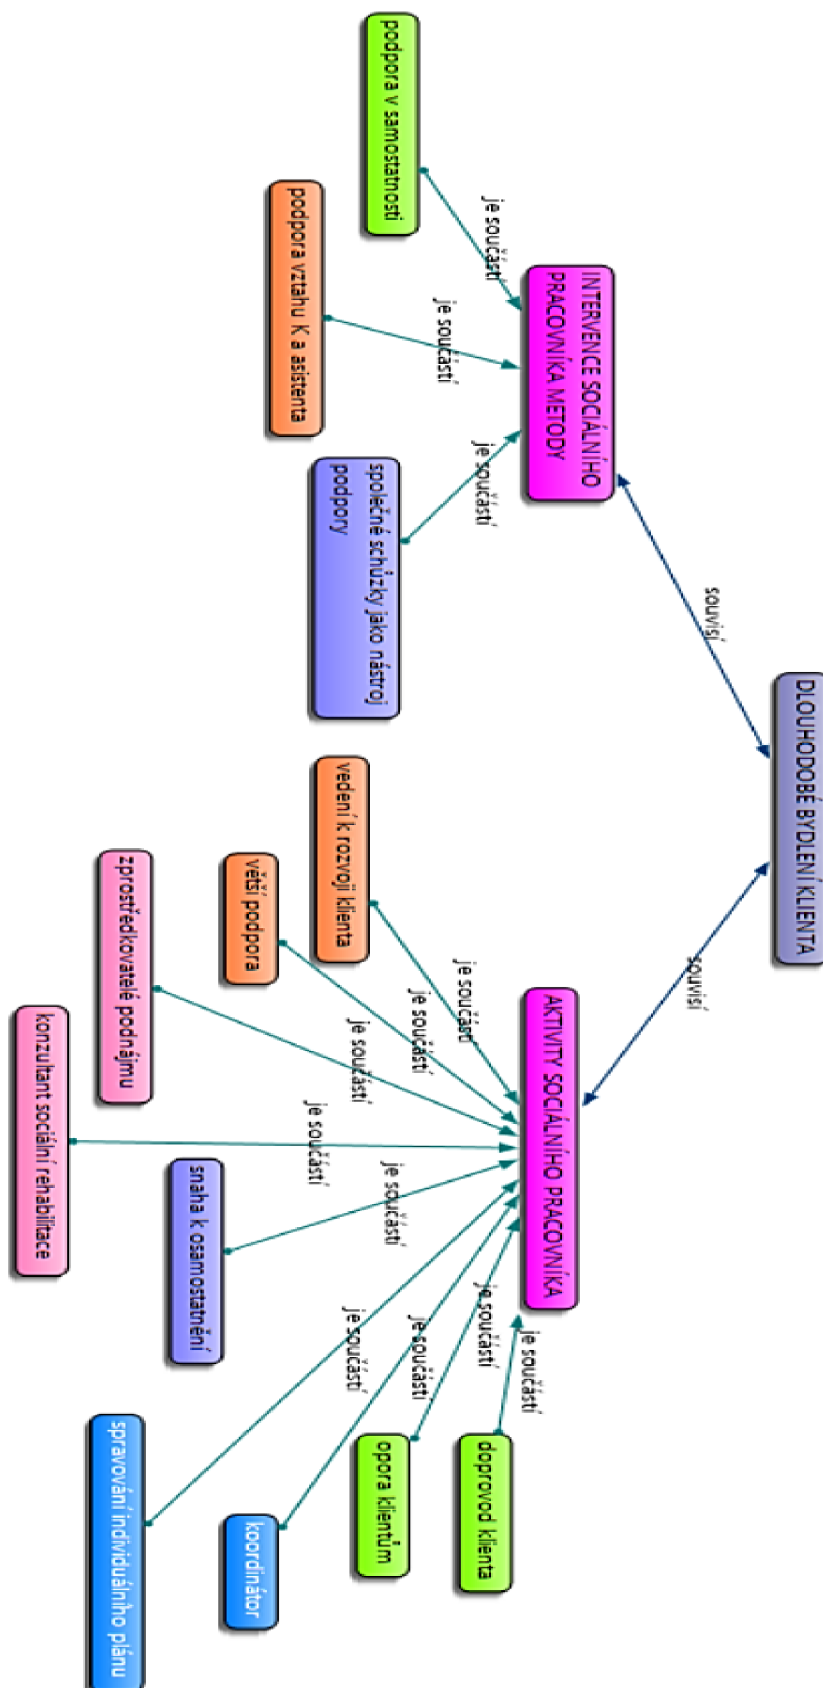 DLOUHODOBÉ BYDLENÍ KLIENTA
souvisí
souvisí
INTERVENCE SOCIÁLNÍHO
PRACOVNÍKA METODY
AKTIVITY SOCIÁLNÍHO PRACOVNÍKA
je součástí
je součástí
je součástí
podpora v samostatnosti
podpora vztahu K a asistenta
společné schůzky jako nástroj
podpory
je součástí
je součástí
je součástí
je součástí
je součástí
je součástí
je součástí
je součástí
je součástí
vedení k rozvoji klienta
větší podpora
zprostředkovatelé podnájmu
konzultant sociální rehabilitace
snaha k osamostatnění
spravování individuálního plánu
koordinátor
opora klientům
doprovod klienta